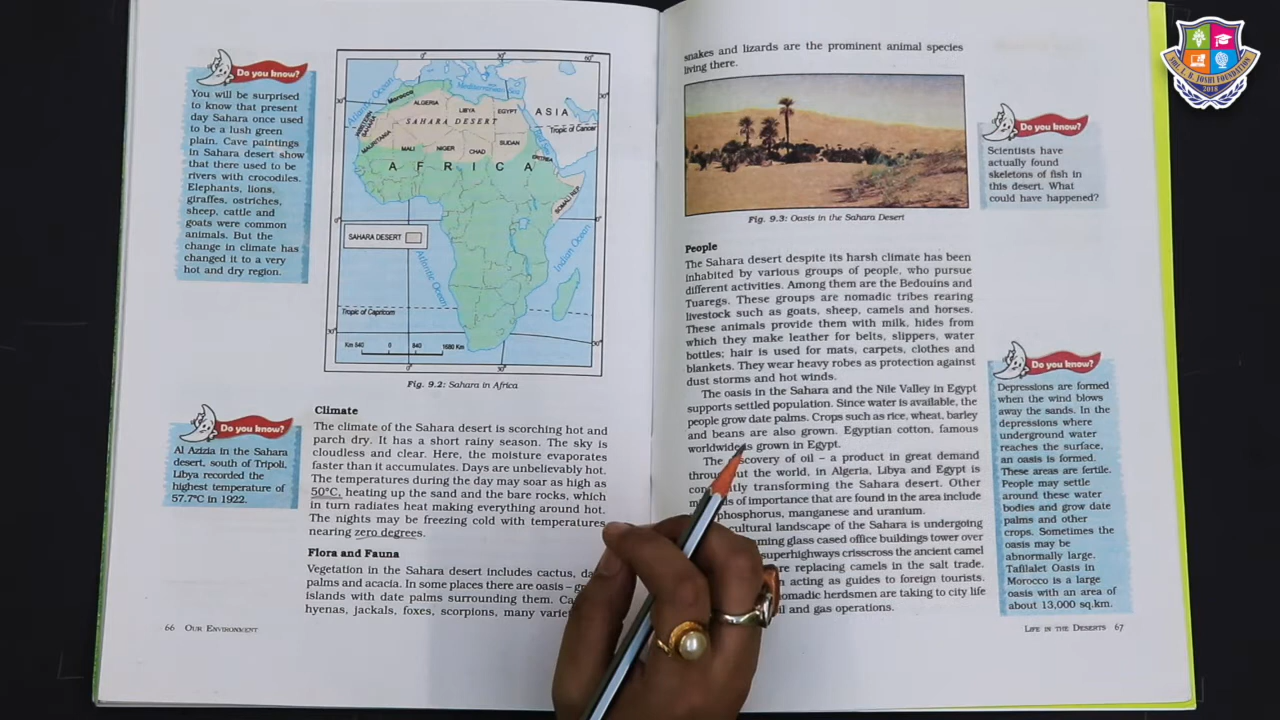 Do you know?
You will be surprised
to know that present
day Sahara once used
to be a lush green
plain. Cave paintings
in Sahara desert show
that there used to be
rivers with crocodiles.
Elephants, lions,
giraffes, ostriches,
sheep, cattle and
goats were common
animals. But the
change in climate has
changed it to a very
hot and dry region.
Atlantic Ocean
Morocco
ALGERIA
LIBYA
EGYPT
ASIA
WESTERN SAHARA
SAHARA DESERT
Tropic of Cancer
MAURITANIA
MALI
NIGER
CHAD
SUDAN
ERITREA
AFRICA
SOMALI REP.
SAHARA DESERT
Atlantic Ocean
Indian Ocean
Tropic of Capricorn
Km 840 0 840 1680 Km
Fig. 9.2: Sahara in Africa
Do you know?
Al Azizia in the Sahara
desert, south of Tripoli,
Libya recorded the
highest temperature of
57.7°C in 1922.
Climate
The climate of the Sahara desert is scorching hot and
parch dry. It has a short rainy season. The sky is
cloudless and clear. Here, the moisture evaporates
faster than it accumulates. Days are unbelievably hot.
The temperatures during the day may soar as high as
50°C, heating up the sand and the bare rocks, which
in turn radiates heat making everything around hot.
The nights may be freezing cold with temperatures
nearing zero degrees.
Flora and Fauna
Vegetation in the Sahara desert includes cactus,
palms and acacia. In some places there are oasis –
islands with date palms surrounding them.
hyenas, jackals, foxes, scorpions, many
66 OUR ENVIRONMENT
snakes and lizards are the prominent animal species
living there.
Fig. 9.3: Oasis in the Sahara Desert
Do you know?
Scientists have
actually found
skeletons of fish in
this desert. What
could have happened?
People
The Sahara desert despite its harsh climate has been
inhabited by various groups of people, who pursue
different activities. Among them are the Bedouins and
Tuaregs. These groups are nomadic tribes rearing
livestock such as goats, sheep, camels and horses.
These animals provide them with milk, hides from
which they make leather for belts, slippers, water
bottles; hair is used for mats, carpets, clothes and
blankets. They wear heavy robes as protection against
dust storms and hot winds.
The oasis in the Sahara and the Nile Valley in Egypt
supports settled population. Since water is available, the
people grow date palms. Crops such as rice, wheat, barley
and beans are also grown. Egyptian cotton, famous
worldwide is grown in Egypt.
The discovery of oil – a product in great demand
the world, in Algeria, Libya and Egypt is
transforming the Sahara desert. Other
of importance that are found in the area include
phosphorus, manganese and uranium.
cultural landscape of the Sahara is undergoing
glass cased office buildings tower over
superhighways crisscross the ancient camel
replacing camels in the salt trade.
acting as guides to foreign tourists.
nomadic herdsmen are taking to city life
and gas operations.
Do you know?
Depressions are formed
when the wind blows
away the sands. In the
depressions where
underground water
reaches the surface,
an oasis is formed.
These areas are fertile.
People may settle
around these water
bodies and grow date
palms and other
crops. Sometimes the
oasis may be
abnormally large.
Tafilalet Oasis in
Morocco is a large
oasis with an area of
about 13,000 sq.km.
LIFE IN THE DESERTS 67
JOSHI FOUNDATION
2018